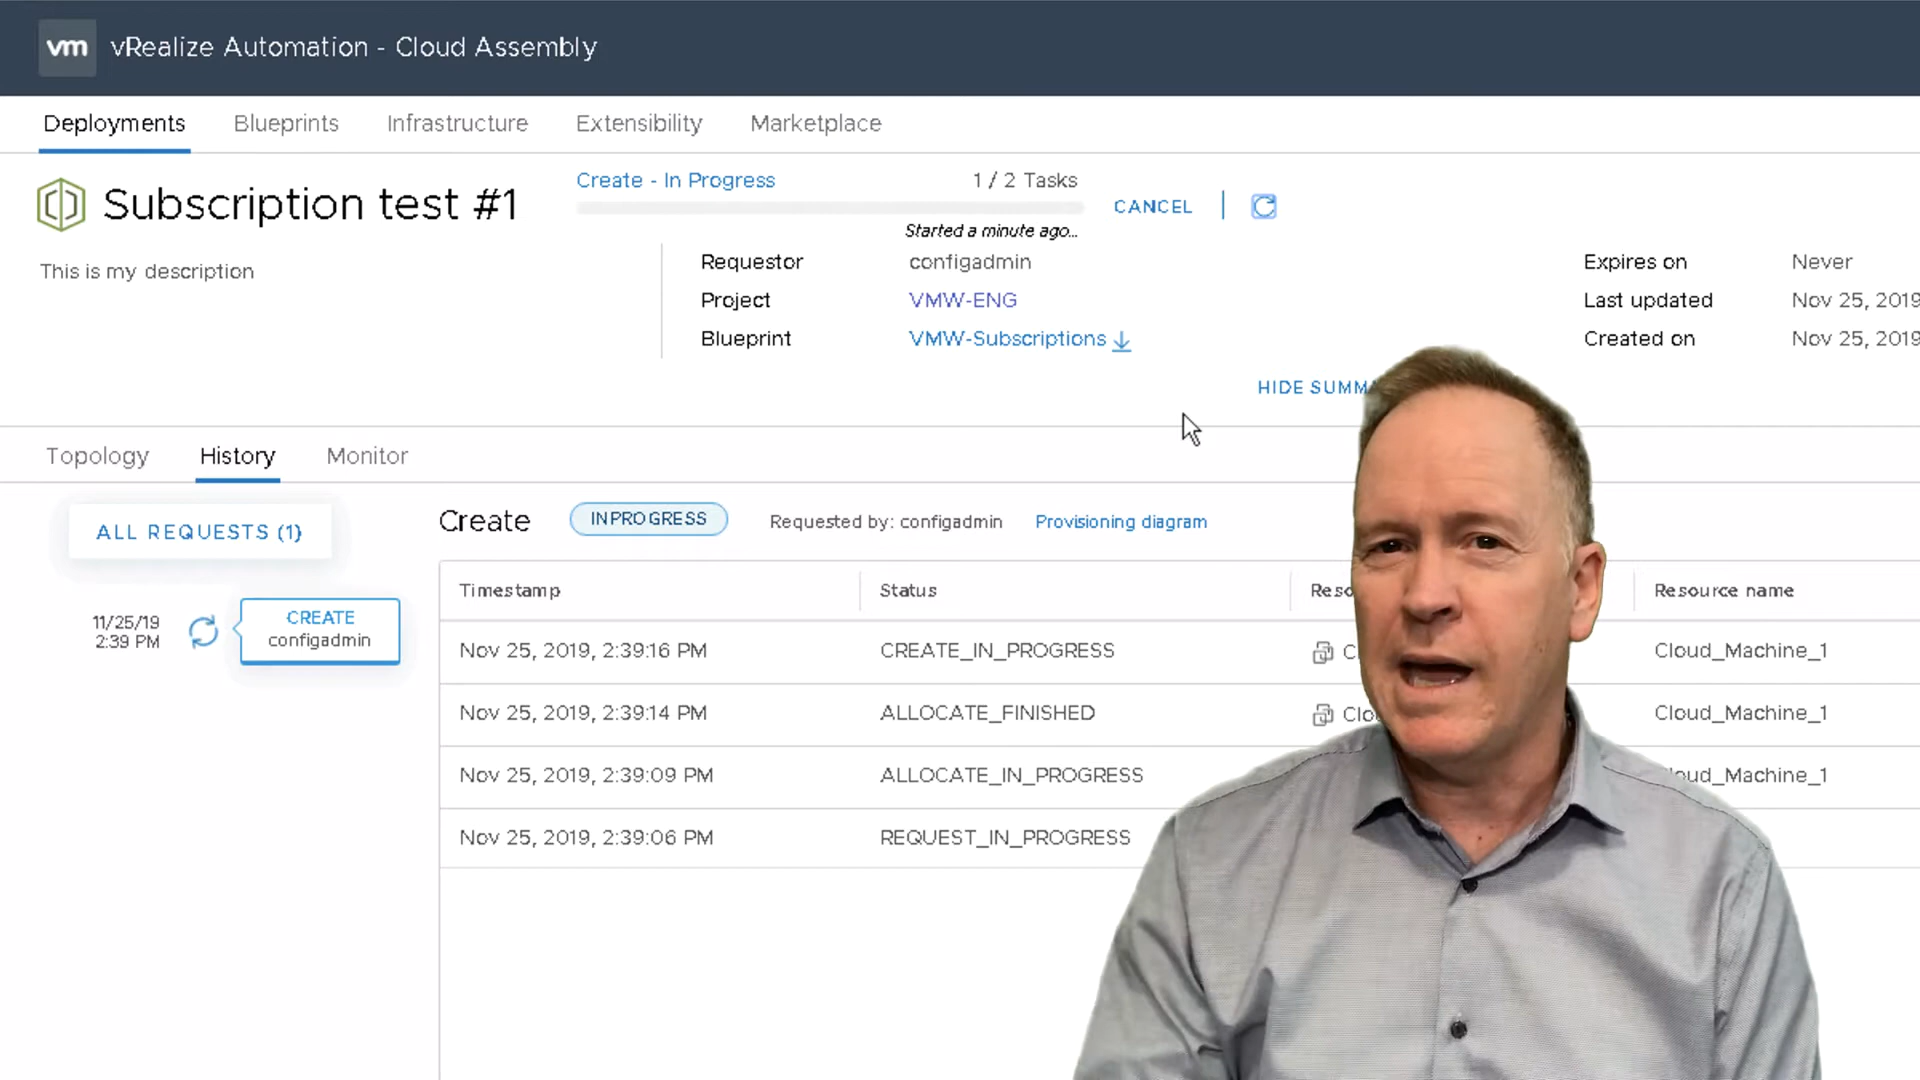 vm vRealize Automation - Cloud Assembly
Deployments Blueprints Infrastructure Extensibility Marketplace
Subscription test #1
This is my description
Create - In Progress 1 / 2 Tasks
CANCEL
Started a minute ago...
Requestor configadmin
Project VMW-ENG
Blueprint VMW-Subscriptions
Expires on Never
Last updated Nov 25, 2019
Created on Nov 25, 2019
HIDE
Topology History Monitor
ALL REQUESTS (1)
11/25/19
2:39 PM
CREATE
configadmin
Create INPROGRESS Requested by: configadmin Provisioning diagram
Timestamp Status Resource name
Nov 25, 2019, 2:39:16 PM CREATE_IN_PROGRESS Cloud_Machine_1
Nov 25, 2019, 2:39:14 PM ALLOCATE_FINISHED Cloud_Machine_1
Nov 25, 2019, 2:39:09 PM ALLOCATE_IN_PROGRESS
Nov 25, 2019, 2:39:06 PM REQUEST_IN_PROGRESS